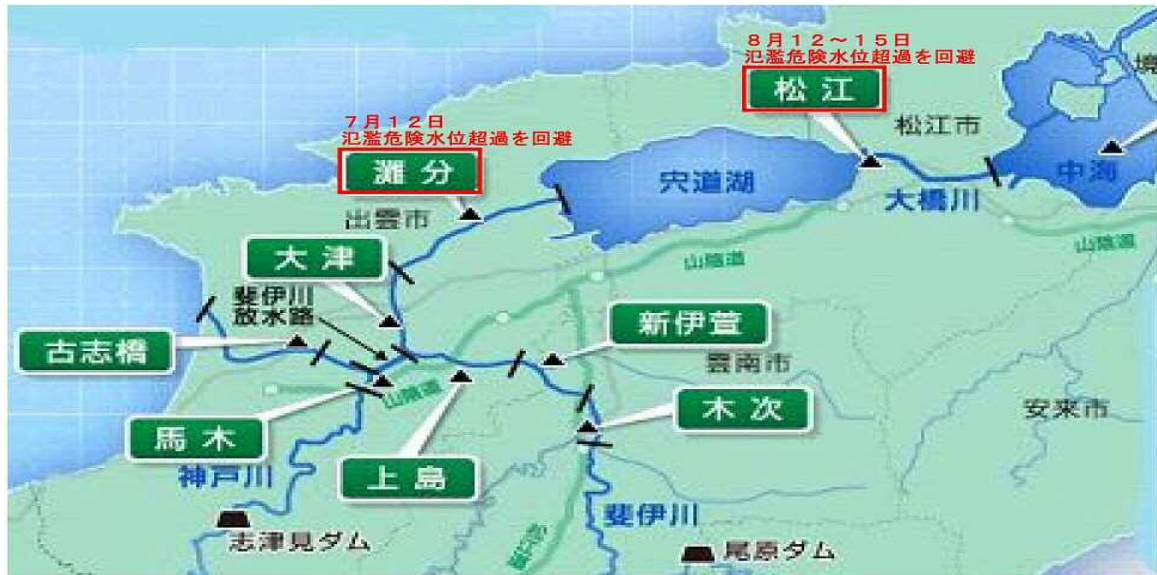 8月12~15日
氾濫危険水位超過を回避
松江
境
松江市
7月12日
氾濫危険水位超過を回避
灘分
宍道湖
中海
大橋川
出雲市
山陰道
山陰道
大津
斐伊川
放水路
新伊萱
古志橋
雲南市
山陰道
木次
安来市
馬木
上島
神戸川
斐伊川
志津見ダム
尾原ダム